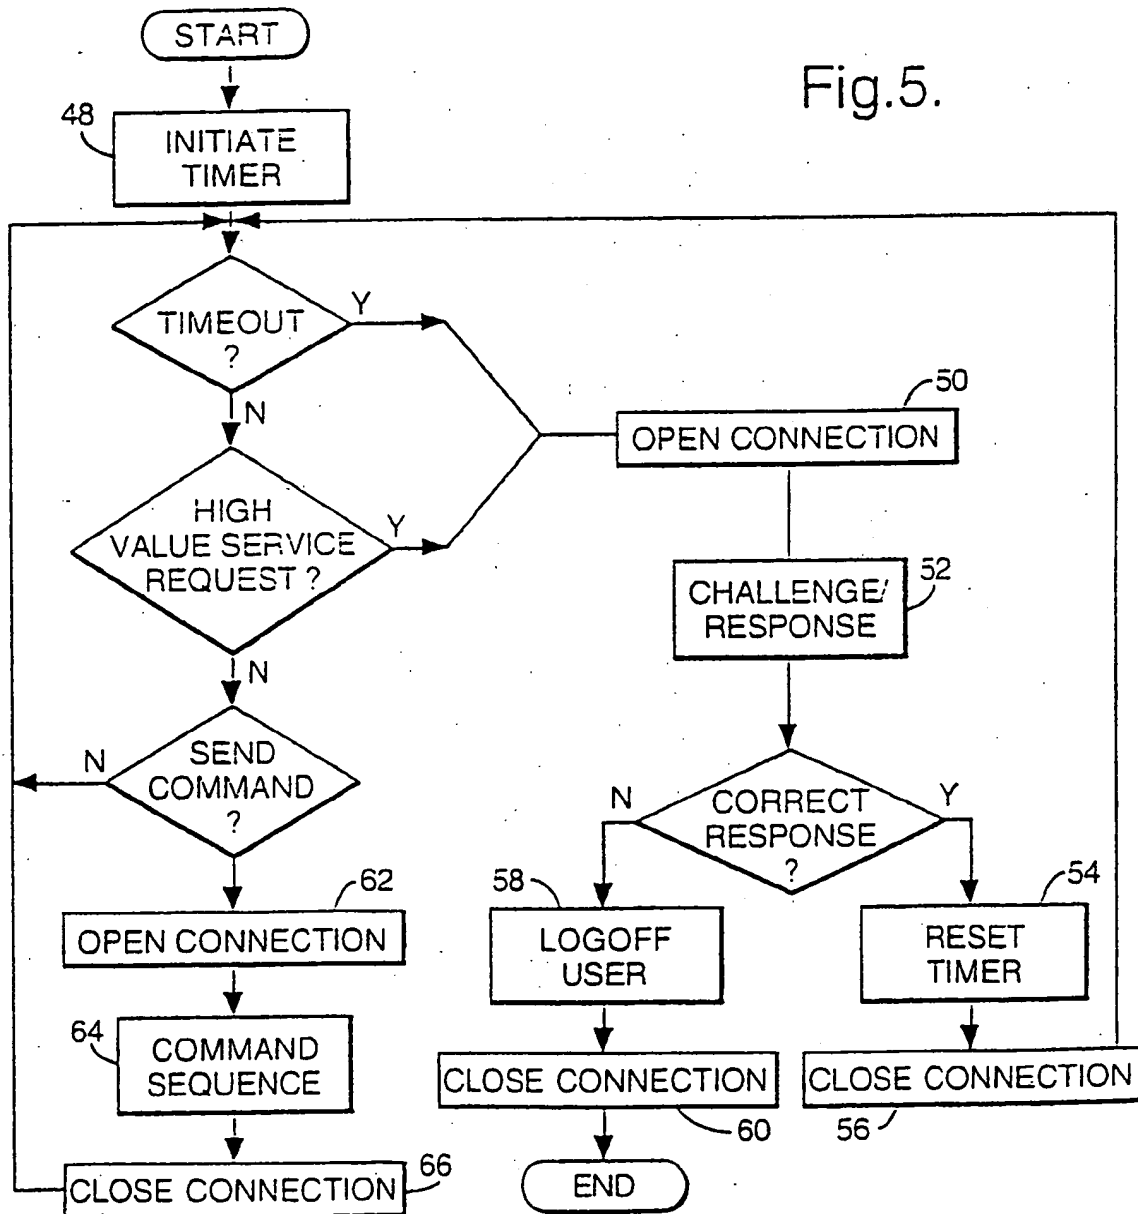 START
Fig.5.
48
INITIATE
TIMER
TIMEOUT
?
Y
N
50
OPEN CONNECTION
HIGH
VALUE SERVICE
REQUEST ?
Y
N
52
CHALLENGE/
RESPONSE
SEND
COMMAND
?
N
CORRECT
RESPONSE
?
N
Y
62
OPEN CONNECTION
58
LOGOFF
USER
54
RESET
TIMER
64
COMMAND
SEQUENCE
CLOSE CONNECTION
60
CLOSE CONNECTION
56
CLOSE CONNECTION
66
END